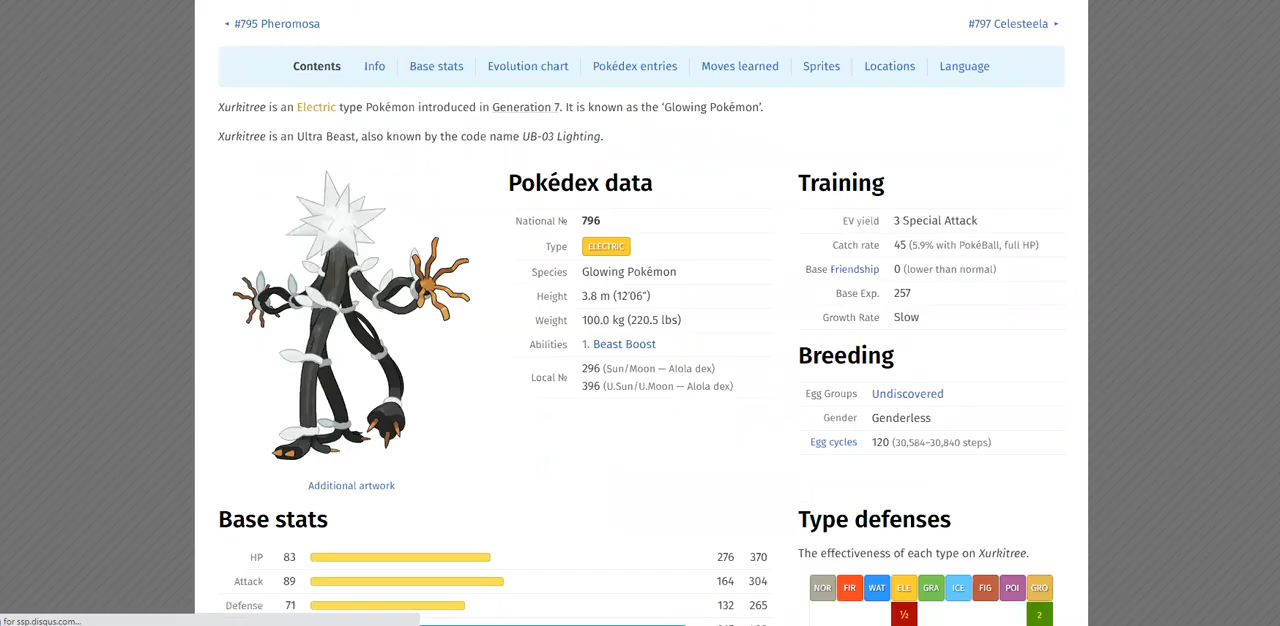 ◂ #795 Pheromosa
#797 Celesteela ▸
Contents Info Base stats Evolution chart Pokédex entries Moves learned Sprites Locations Language
Xurkitree is an Electric type Pokémon introduced in Generation 7. It is known as the ‘Glowing Pokémon’.
Xurkitree is an Ultra Beast, also known by the code name UB-03 Lighting.
Additional artwork
Pokédex data
National № 796
Type ELECTRIC
Species Glowing Pokémon
Height 3.8 m (12′06″)
Weight 100.0 kg (220.5 lbs)
Abilities 1. Beast Boost
Local № 296 (Sun/Moon — Alola dex)
396 (U.Sun/U.Moon — Alola dex)
Training
EV yield 3 Special Attack
Catch rate 45 (5.9% with PokéBall, full HP)
Base Friendship 0 (lower than normal)
Base Exp. 257
Growth Rate Slow
Breeding
Egg Groups Undiscovered
Gender Genderless
Egg cycles 120 (30,584–30,840 steps)
Base stats
HP 83 276 370
Attack 89 164 304
Defense 71 132 265
Type defenses
The effectiveness of each type on Xurkitree.
NOR FIR WAT ELE GRA ICE FIG POI GRO
½ 2
for ssp.disqus.com...